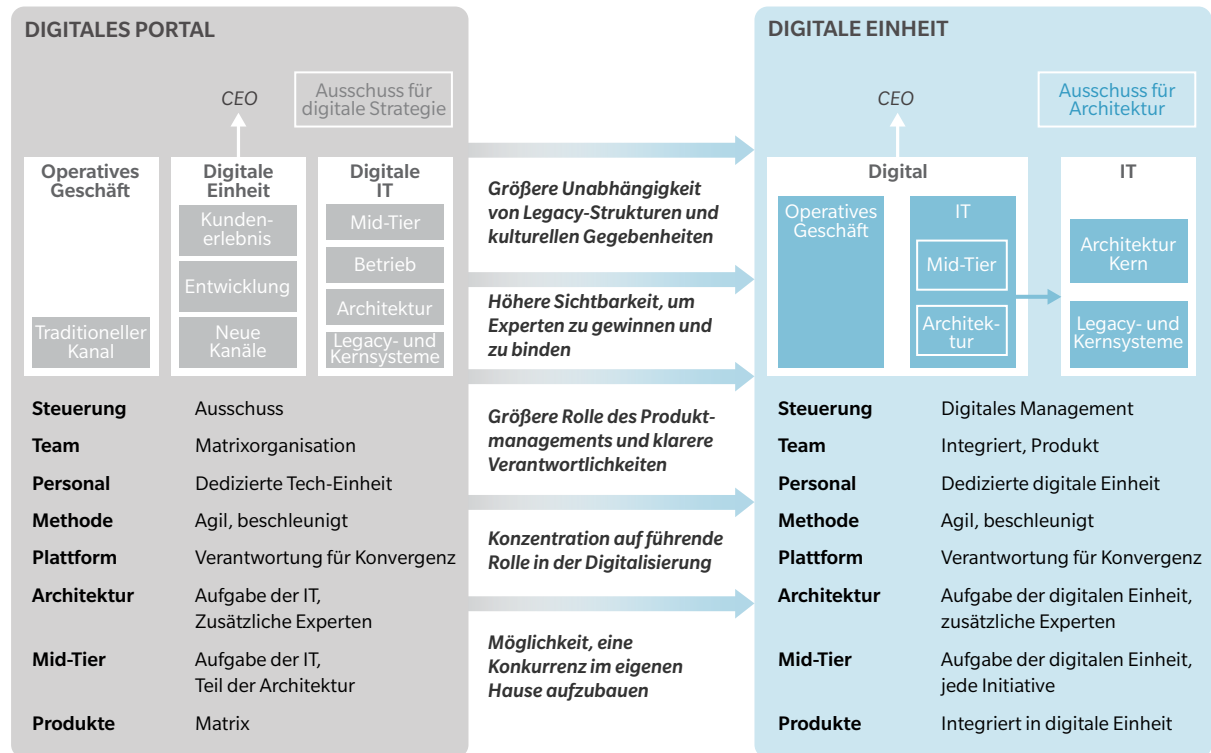 DIGITALES PORTAL
CEO
Ausschuss für
digitale Strategie
Operatives
Geschäft
Traditioneller
Kanal
Digitale
Einheit
Kunden-
erlebnis
Entwicklung
Neue
Kanäle
Digitale
IT
Mid-Tier
Betrieb
Architektur
Legacy- und
Kernsysteme
Steuerung Ausschuss
Team Matrixorganisation
Personal Dedizierte Tech-Einheit
Methode Agil, beschleunigt
Plattform Verantwortung für Konvergenz
Architektur Aufgabe der IT,
Zusätzliche Experten
Mid-Tier Aufgabe der IT,
Teil der Architektur
Produkte Matrix
Größere Unabhängigkeit
von Legacy-Strukturen und
kulturellen Gegebenheiten
Höhere Sichtbarkeit, um
Experten zu gewinnen und
zu binden
Größere Rolle des Produkt-
managements und klarere
Verantwortlichkeiten
Konzentration auf führende
Rolle in der Digitalisierung
Möglichkeit, eine
Konkurrenz im eigenen
Hause aufzubauen
DIGITALE EINHEIT
CEO
Ausschuss für
Architektur
Digital
Operatives
Geschäft
IT
Mid-Tier
Architek-
tur
IT
Architektur
Kern
Legacy- und
Kernsysteme
Steuerung Digitales Management
Team Integriert, Produkt
Personal Dedizierte digitale Einheit
Methode Agil, beschleunigt
Plattform Verantwortung für Konvergenz
Architektur Aufgabe der digitalen Einheit,
zusätzliche Experten
Mid-Tier Aufgabe der digitalen Einheit,
jede Initiative
Produkte Integriert in digitale Einheit